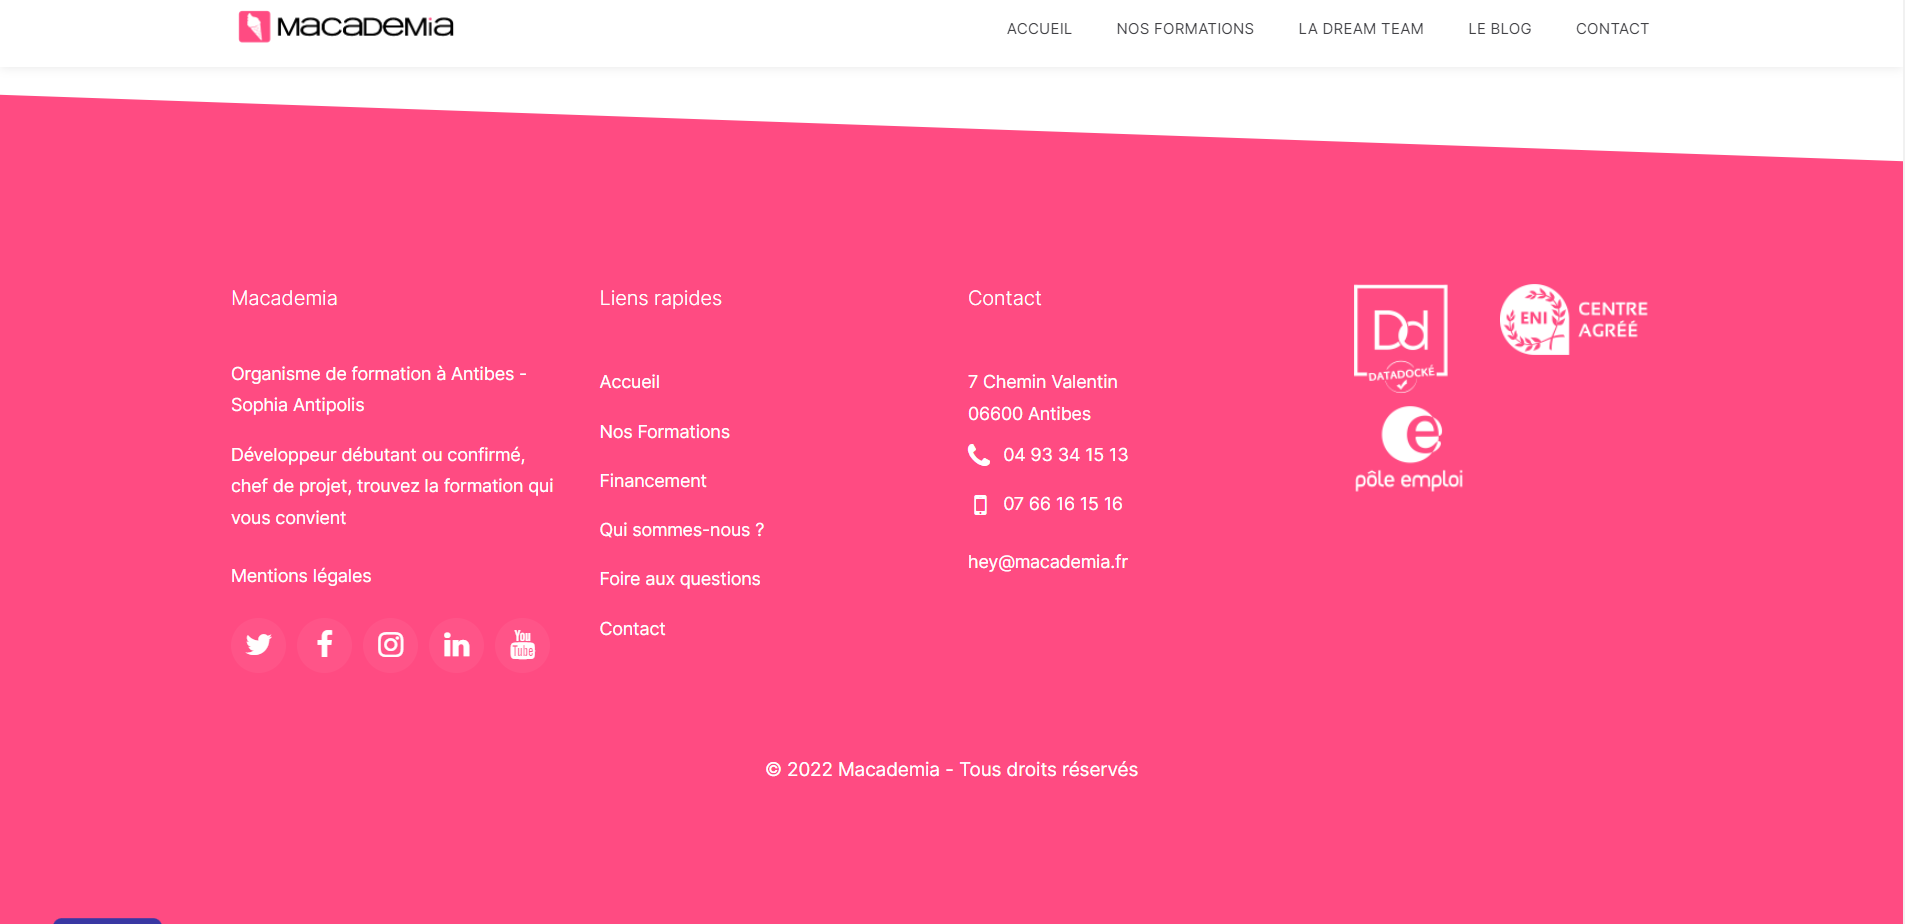 Macademia
ACCUEIL
NOS FORMATIONS
LA DREAM TEAM
LE BLOG
CONTACT
Macademia
Organisme de formation à Antibes -
Sophia Antipolis
Développeur débutant ou confirmé,
chef de projet, trouvez la formation qui
vous convient
Mentions légales
You
Tube
Liens rapides
Accueil
Nos Formations
Financement
Qui sommes-nous ?
Foire aux questions
Contact
Contact
7 Chemin Valentin
06600 Antibes
04 93 34 15 13
07 66 16 15 16
hey@macademia.fr
Dd
DATADOCKÉ
ENI
CENTRE
AGRÉÉ
pôle emploi
© 2022 Macademia - Tous droits réservés